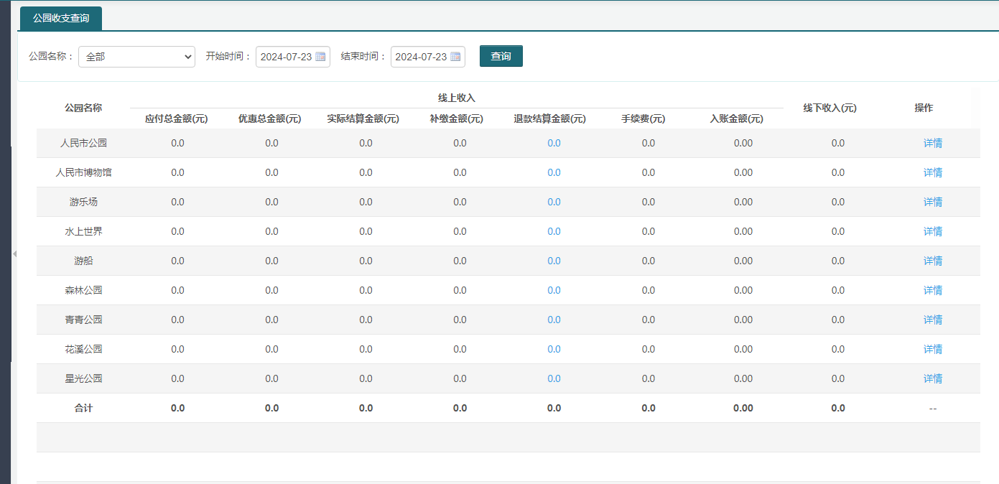 公园收支查询
公园名称： 全部 开始时间： 2024-07-23 结束时间： 2024-07-23 查询
线上收入
公园名称 线下收入(元) 操作
应付总金额(元) 优惠总金额(元) 实际结算金额(元) 补缴金额(元) 退款结算金额(元) 手续费(元) 入账金额(元)
人民市公园 0.0 0.0 0.0 0.0 0.0 0.0 0.00 0.0 详情
人民市博物馆 0.0 0.0 0.0 0.0 0.0 0.0 0.00 0.0 详情
游乐场 0.0 0.0 0.0 0.0 0.0 0.0 0.00 0.0 详情
水上世界 0.0 0.0 0.0 0.0 0.0 0.0 0.00 0.0 详情
游船 0.0 0.0 0.0 0.0 0.0 0.0 0.00 0.0 详情
森林公园 0.0 0.0 0.0 0.0 0.0 0.0 0.00 0.0 详情
青青公园 0.0 0.0 0.0 0.0 0.0 0.0 0.00 0.0 详情
花溪公园 0.0 0.0 0.0 0.0 0.0 0.0 0.00 0.0 详情
星光公园 0.0 0.0 0.0 0.0 0.0 0.0 0.00 0.0 详情
合计 0.0 0.0 0.0 0.0 0.0 0.0 0.00 0.0 --